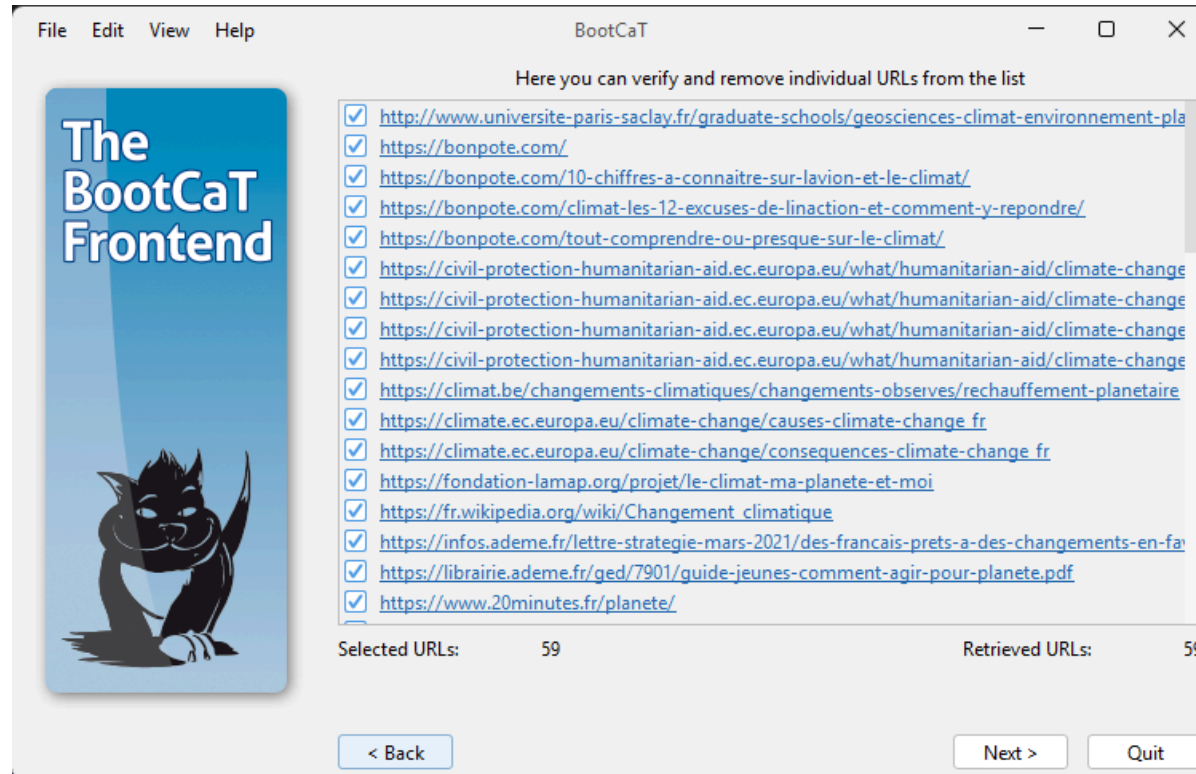 File Edit View Help BootCaT
Here you can verify and remove individual URLs from the list
The
BootCaT
Frontend
http://www.universite-paris-saclay.fr/graduate-schools/geosciences-climat-environnement-pla
https://bonpote.com/
https://bonpote.com/10-chiffres-a-connaitre-sur-lavion-et-le-climat/
https://bonpote.com/climat-les-12-excuses-de-linaction-et-comment-y-repondre/
https://bonpote.com/tout-comprendre-ou-presque-sur-le-climat/
https://civil-protection-humanitarian-aid.ec.europa.eu/what/humanitarian-aid/climate-change
https://civil-protection-humanitarian-aid.ec.europa.eu/what/humanitarian-aid/climate-change
https://civil-protection-humanitarian-aid.ec.europa.eu/what/humanitarian-aid/climate-change
https://civil-protection-humanitarian-aid.ec.europa.eu/what/humanitarian-aid/climate-change
https://climat.be/changements-climatiques/changements-observes/rechauffement-planetaire
https://climate.ec.europa.eu/climate-change/causes-climate-change_fr
https://climate.ec.europa.eu/climate-change/consequences-climate-change_fr
https://fondation-lamap.org/projet/le-climat-ma-planete-et-moi
https://fr.wikipedia.org/wiki/Changement_climatique
https://infos.ademe.fr/lettre-strategie-mars-2021/des-francais-prets-a-des-changements-en-fav
https://librairie.ademe.fr/ged/7901/guide-jeunes-comment-agir-pour-planete.pdf
https://www.20minutes.fr/planete/
Selected URLs: 59 Retrieved URLs: 59
< Back Next > Quit